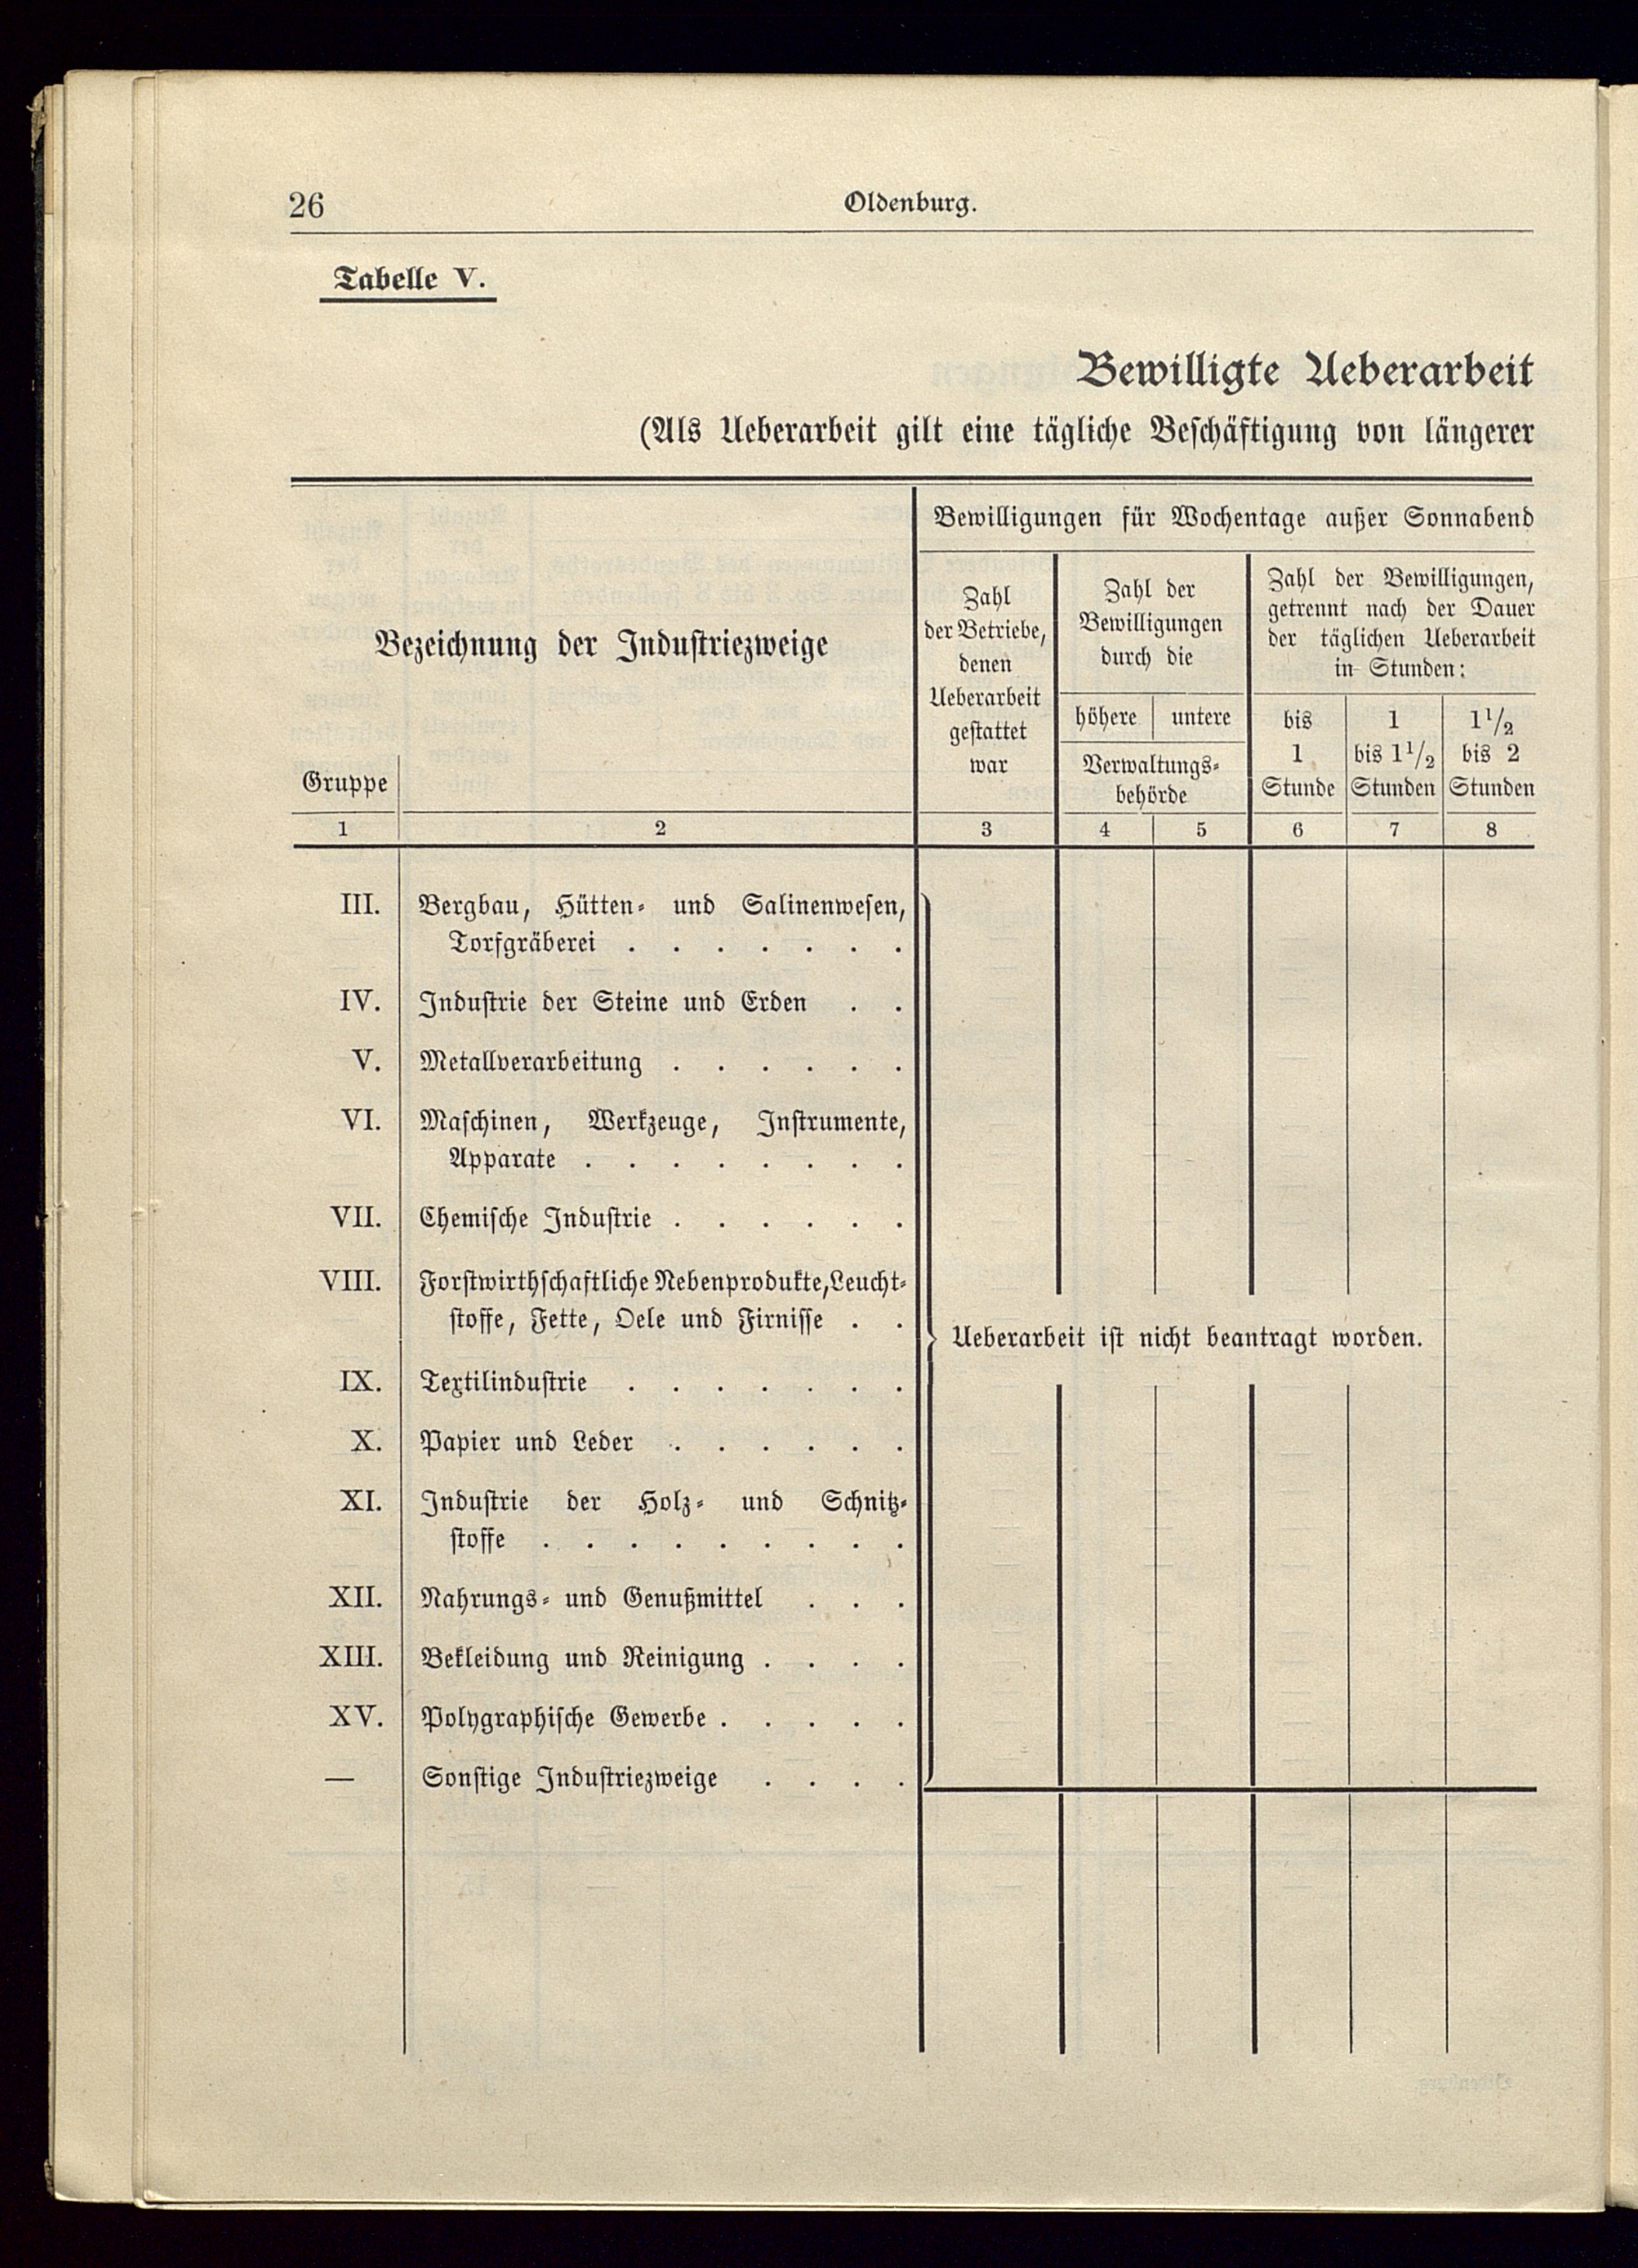 26
Oldenburg.
Tabelle V.
Bewilligte Ueberarbeit
(Als Ueberarbeit gilt eine tägliche Beschäftigung von längerer
Bezeichnung der Industriezweige
Gruppe
Bewilligungen für Wochentage außer Sonnabend
Zahl
der Betriebe,
denen
Ueberarbeit
gestattet
war
Zahl der
Bewilligungen
durch die
höhere
untere
Verwaltungs-
behörde
Zahl der Bewilligungen,
getrennt nach der Dauer
der täglichen Ueberarbeit
in Stunden:
bis
1
Stunde
1
bis 1 1/2
Stunden
1 1/2
bis 2
Stunden
1 2 3 4 5 6 7 8
III. Bergbau, Hütten- und Salinenwesen,
Torfgräberei . . . . . . .
IV. Industrie der Steine und Erden . .
V. Metallverarbeitung . . . . . .
VI. Maschinen, Werkzeuge, Instrumente,
Apparate . . . . . . . .
VII. Chemische Industrie . . . . . .
VIII. Forstwirthschaftliche Nebenprodukte, Leucht-
stoffe, Fette, Oele und Firnisse . .
Ueberarbeit ist nicht beantragt worden.
IX. Textilindustrie . . . . . . .
X. Papier und Leder . . . . . .
XI. Industrie der Holz- und Schnitz-
stoffe . . . . . . . . .
XII. Nahrungs- und Genußmittel . . .
XIII. Bekleidung und Reinigung . . . .
XV. Polygraphische Gewerbe . . . . .
— Sonstige Industriezweige . . . .